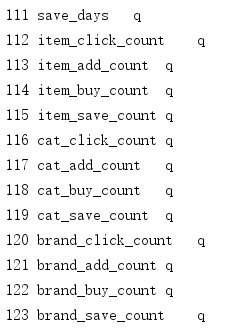 111 save_days q
112 item_click_count q
113 item_add_count q
114 item_buy_count q
115 item_save_count q
116 cat_click_count q
117 cat_add_count q
118 cat_buy_count q
119 cat_save_count q
120 brand_click_count q
121 brand_add_count q
122 brand_buy_count q
123 brand_save_count q